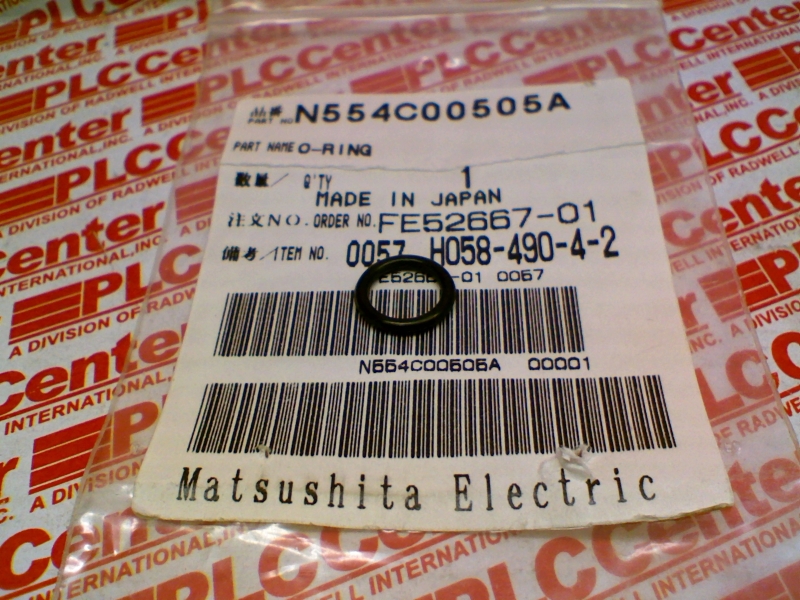 品番 PART NO N554C00505A
PART NAME O-RING
数量/ Q'TY 1
MADE IN JAPAN
注文NO. ORDER NO. FE52667-01
備考/ITEM NO. 0057 H058-490-4-2
FE52667-01 0057
N554C00505A 00001
Matsushita Electric
PLCCenter
A DIVISION OF RADWELL INTERNATIONAL, INC.